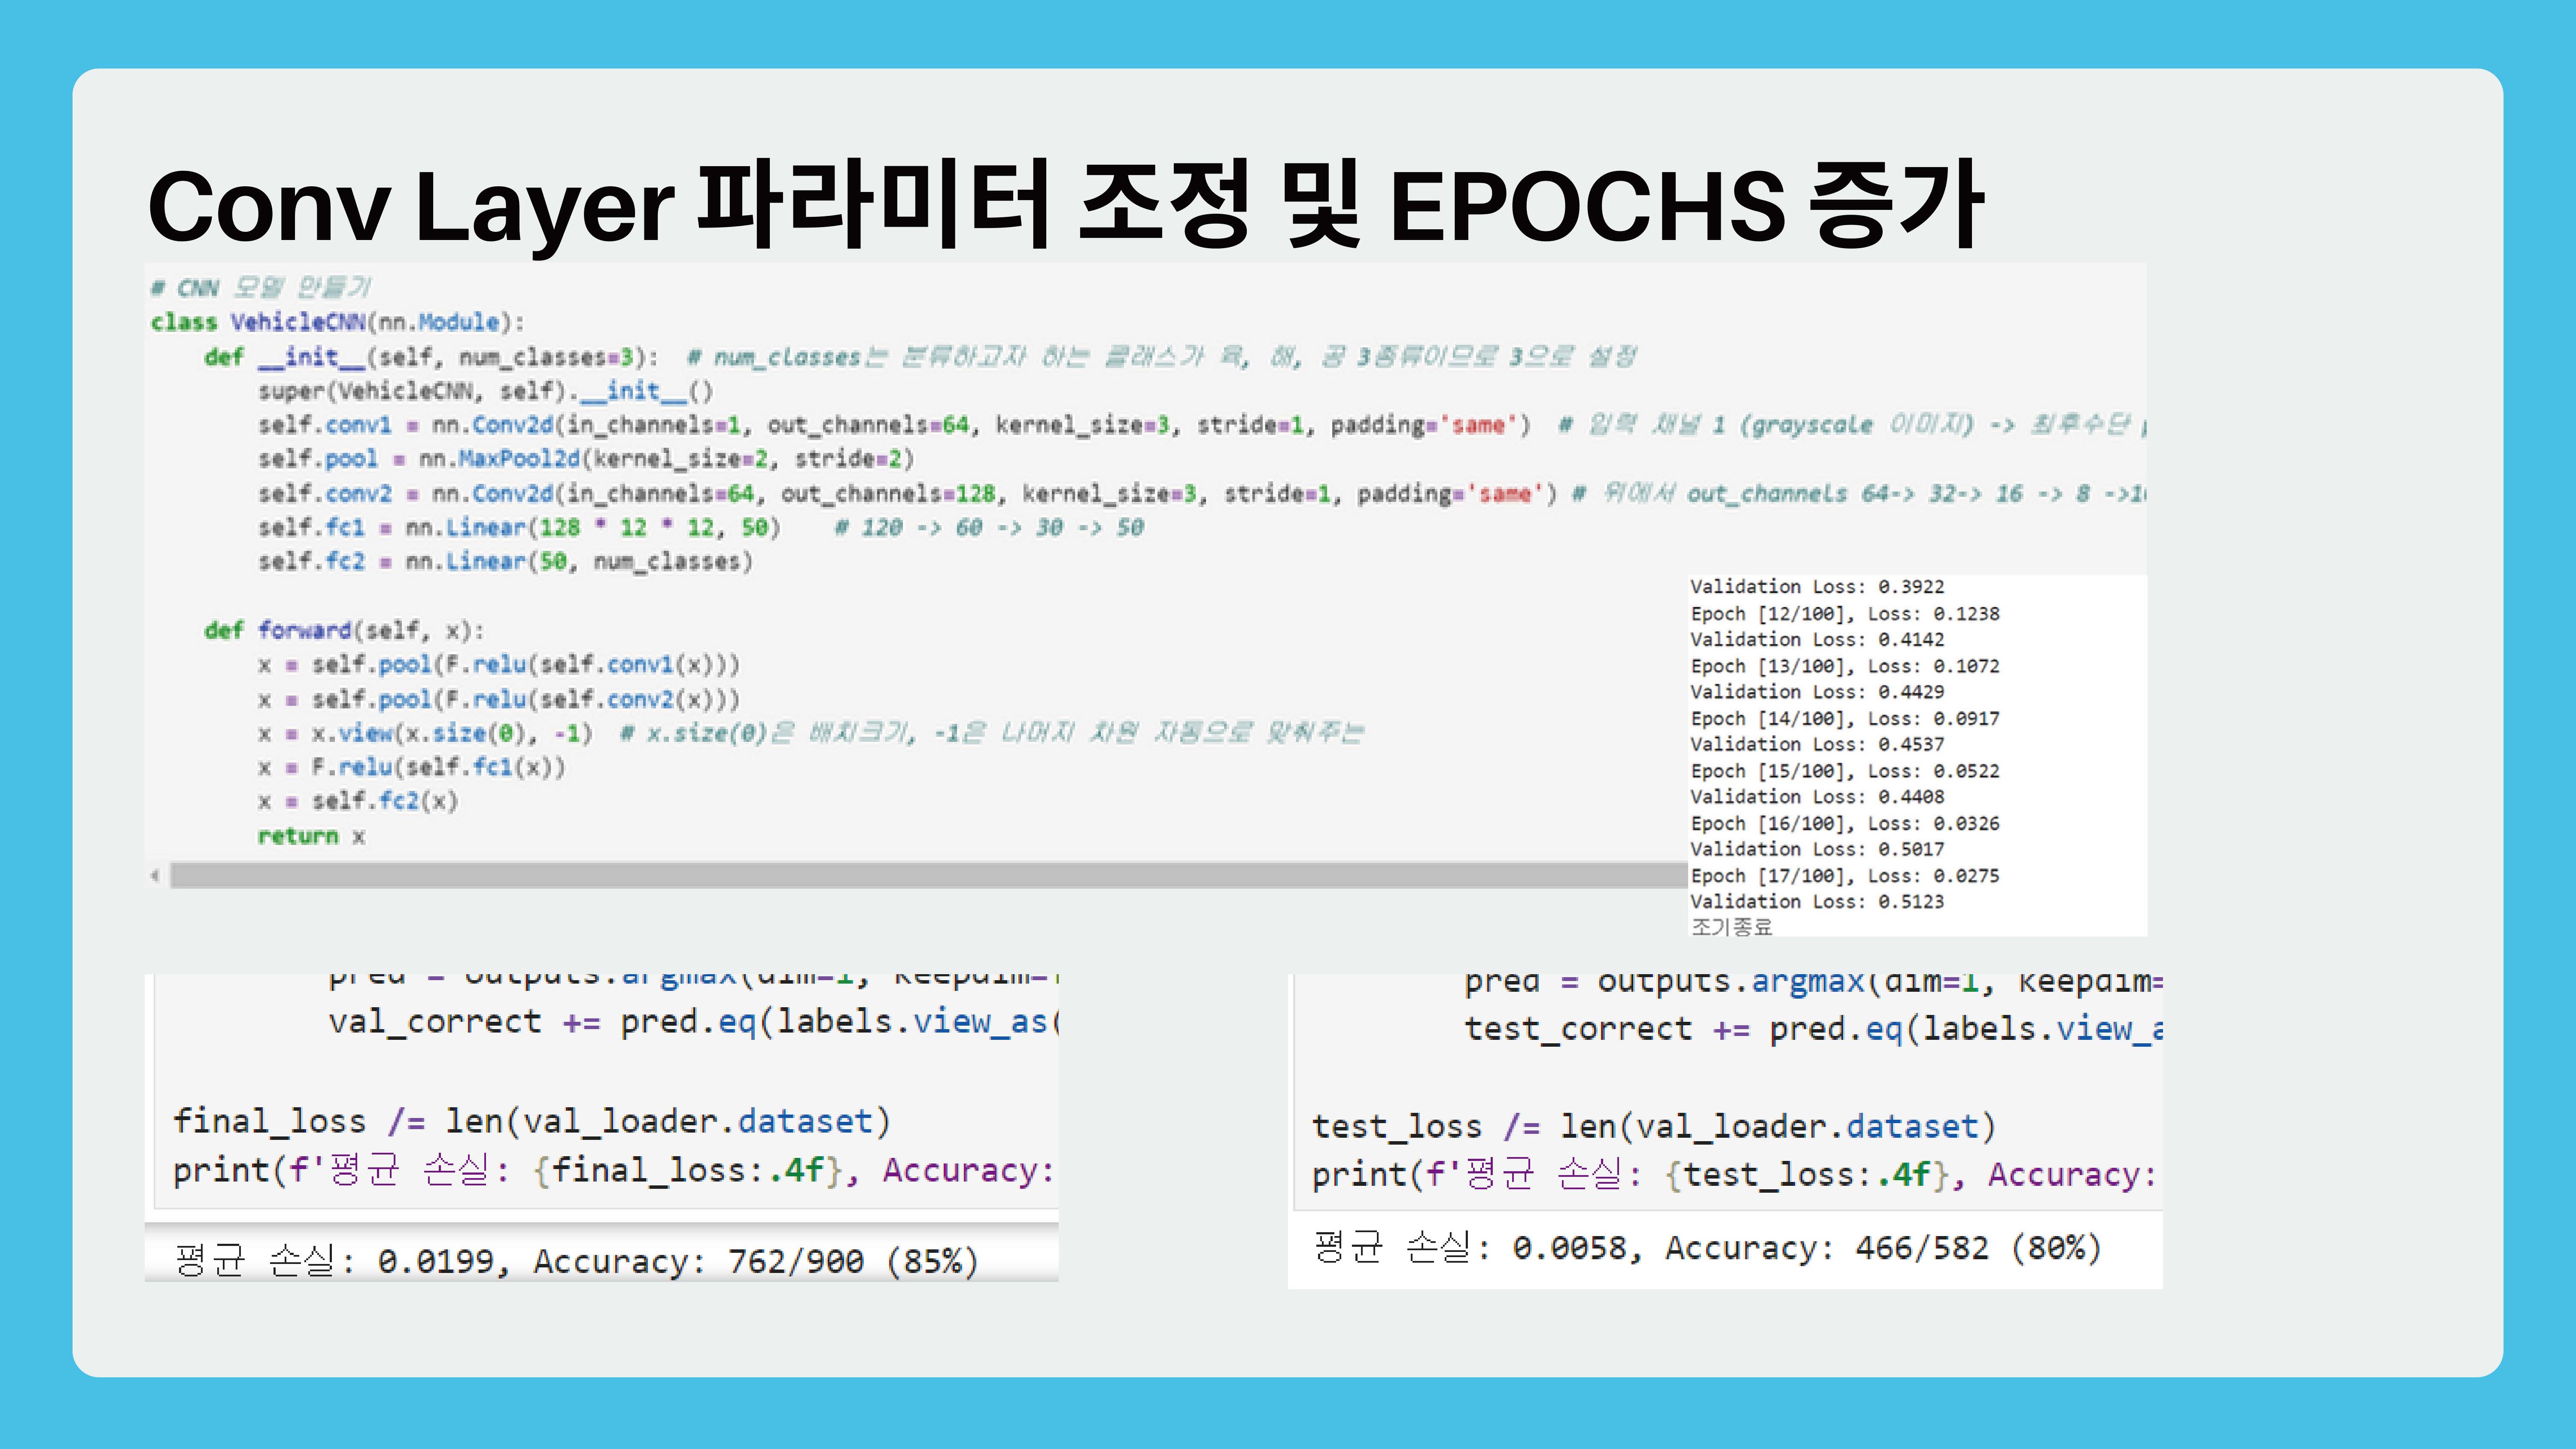 Conv Layer 파라미터 조정 및 EPOCHS 증가
# CNN 모델 만들기
class VehicleCNN(nn.Module):
    def __init__(self, num_classes=3):  # num_classes는 분류하고자 하는 클래스가 육, 해, 공 3종류이므로 3으로 설정
        super(VehicleCNN, self).__init__()
        self.conv1 = nn.Conv2d(in_channels=1, out_channels=64, kernel_size=3, stride=1, padding='same')  # 입력 채널 1 (grayscale 이미지) -> 최후수단
        self.pool = nn.MaxPool2d(kernel_size=2, stride=2)
        self.conv2 = nn.Conv2d(in_channels=64, out_channels=128, kernel_size=3, stride=1, padding='same') # 위에서 out_channels 64-> 32-> 16 -> 8 ->
        self.fc1 = nn.Linear(128 * 12 * 12, 50)    # 120 -> 60 -> 30 -> 50
        self.fc2 = nn.Linear(50, num_classes)
    def forward(self, x):
        x = self.pool(F.relu(self.conv1(x)))
        x = self.pool(F.relu(self.conv2(x)))
        x = x.view(x.size(0), -1)  # x.size(0)은 배치크기, -1은 나머지 차원 자동으로 맞춰주는
        x = F.relu(self.fc1(x))
        x = self.fc2(x)
        return x
Validation Loss: 0.3922
Epoch [12/100], Loss: 0.1238
Validation Loss: 0.4142
Epoch [13/100], Loss: 0.1072
Validation Loss: 0.4429
Epoch [14/100], Loss: 0.0917
Validation Loss: 0.4537
Epoch [15/100], Loss: 0.0522
Validation Loss: 0.4408
Epoch [16/100], Loss: 0.0326
Validation Loss: 0.5017
Epoch [17/100], Loss: 0.0275
Validation Loss: 0.5123
조기종료
pred = outputs.argmax(dim=1, keepdim=
val_correct += pred.eq(labels.view_as(
final_loss /= len(val_loader.dataset)
print(f'평균 손실: {final_loss:.4f}, Accuracy:
평균 손실: 0.0199, Accuracy: 762/900 (85%)
pred = outputs.argmax(dim=1, keepdim=
test_correct += pred.eq(labels.view_a
test_loss /= len(val_loader.dataset)
print(f'평균 손실: {test_loss:.4f}, Accuracy:
평균 손실: 0.0058, Accuracy: 466/582 (80%)